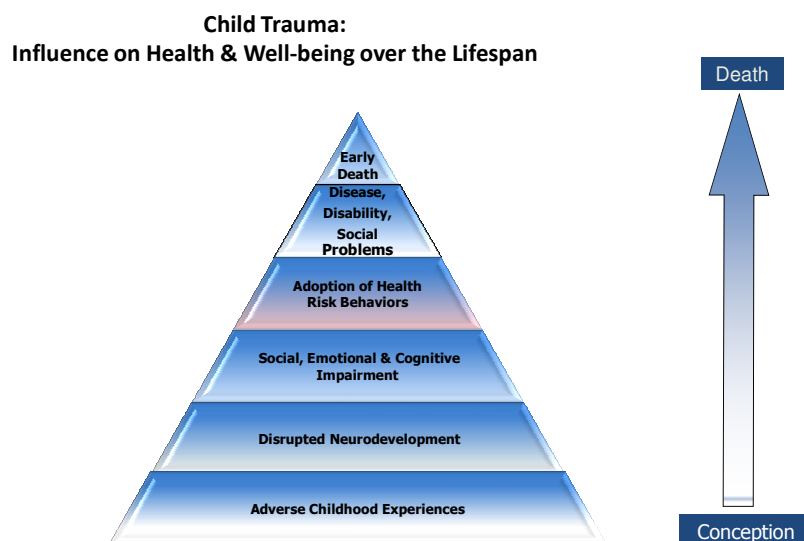 Child Trauma:
Influence on Health & Well-being over the Lifespan
Death
Early
Death
Disease,
Disability,
Social
Problems
Adoption of Health
Risk Behaviors
Social, Emotional & Cognitive
Impairment
Disrupted Neurodevelopment
Adverse Childhood Experiences
Conception